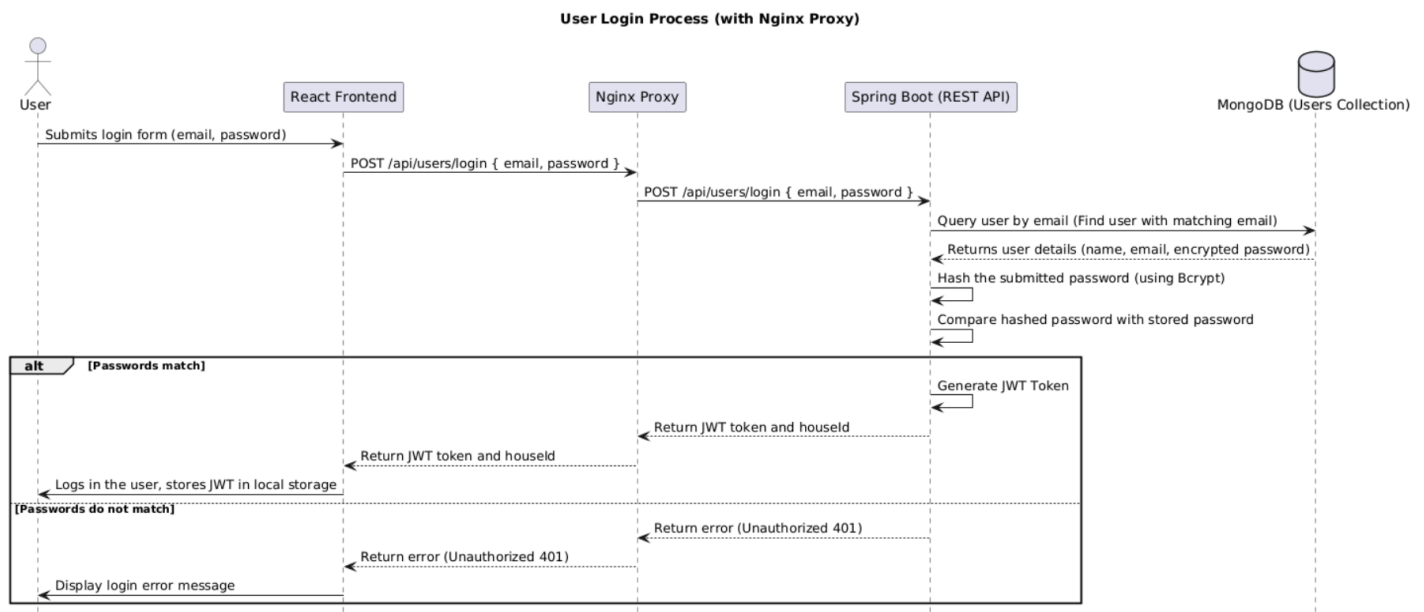 User Login Process (with Nginx Proxy)
User
React Frontend
Nginx Proxy
Spring Boot (REST API)
MongoDB (Users Collection)
Submits login form (email, password)
POST /api/users/login { email, password }
POST /api/users/login { email, password }
Query user by email (Find user with matching email)
Returns user details (name, email, encrypted password)
Hash the submitted password (using Bcrypt)
Compare hashed password with stored password
alt [Passwords match]
Generate JWT Token
Return JWT token and houseId
Return JWT token and houseId
Logs in the user, stores JWT in local storage
[Passwords do not match]
Return error (Unauthorized 401)
Return error (Unauthorized 401)
Display login error message